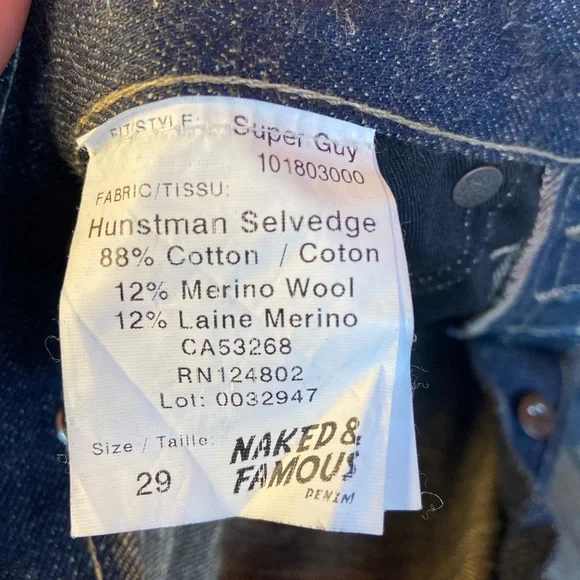 FIT/STYLE: Super Guy
101803000
FABRIC/TISSU:
Hunstman Selvedge
88% Cotton / Coton
12% Merino Wool
12% Laine Merino
CA53268
RN124802
Lot: 0032947
Size / Taille:
29
NAKED &
FAMOUS
DENIM